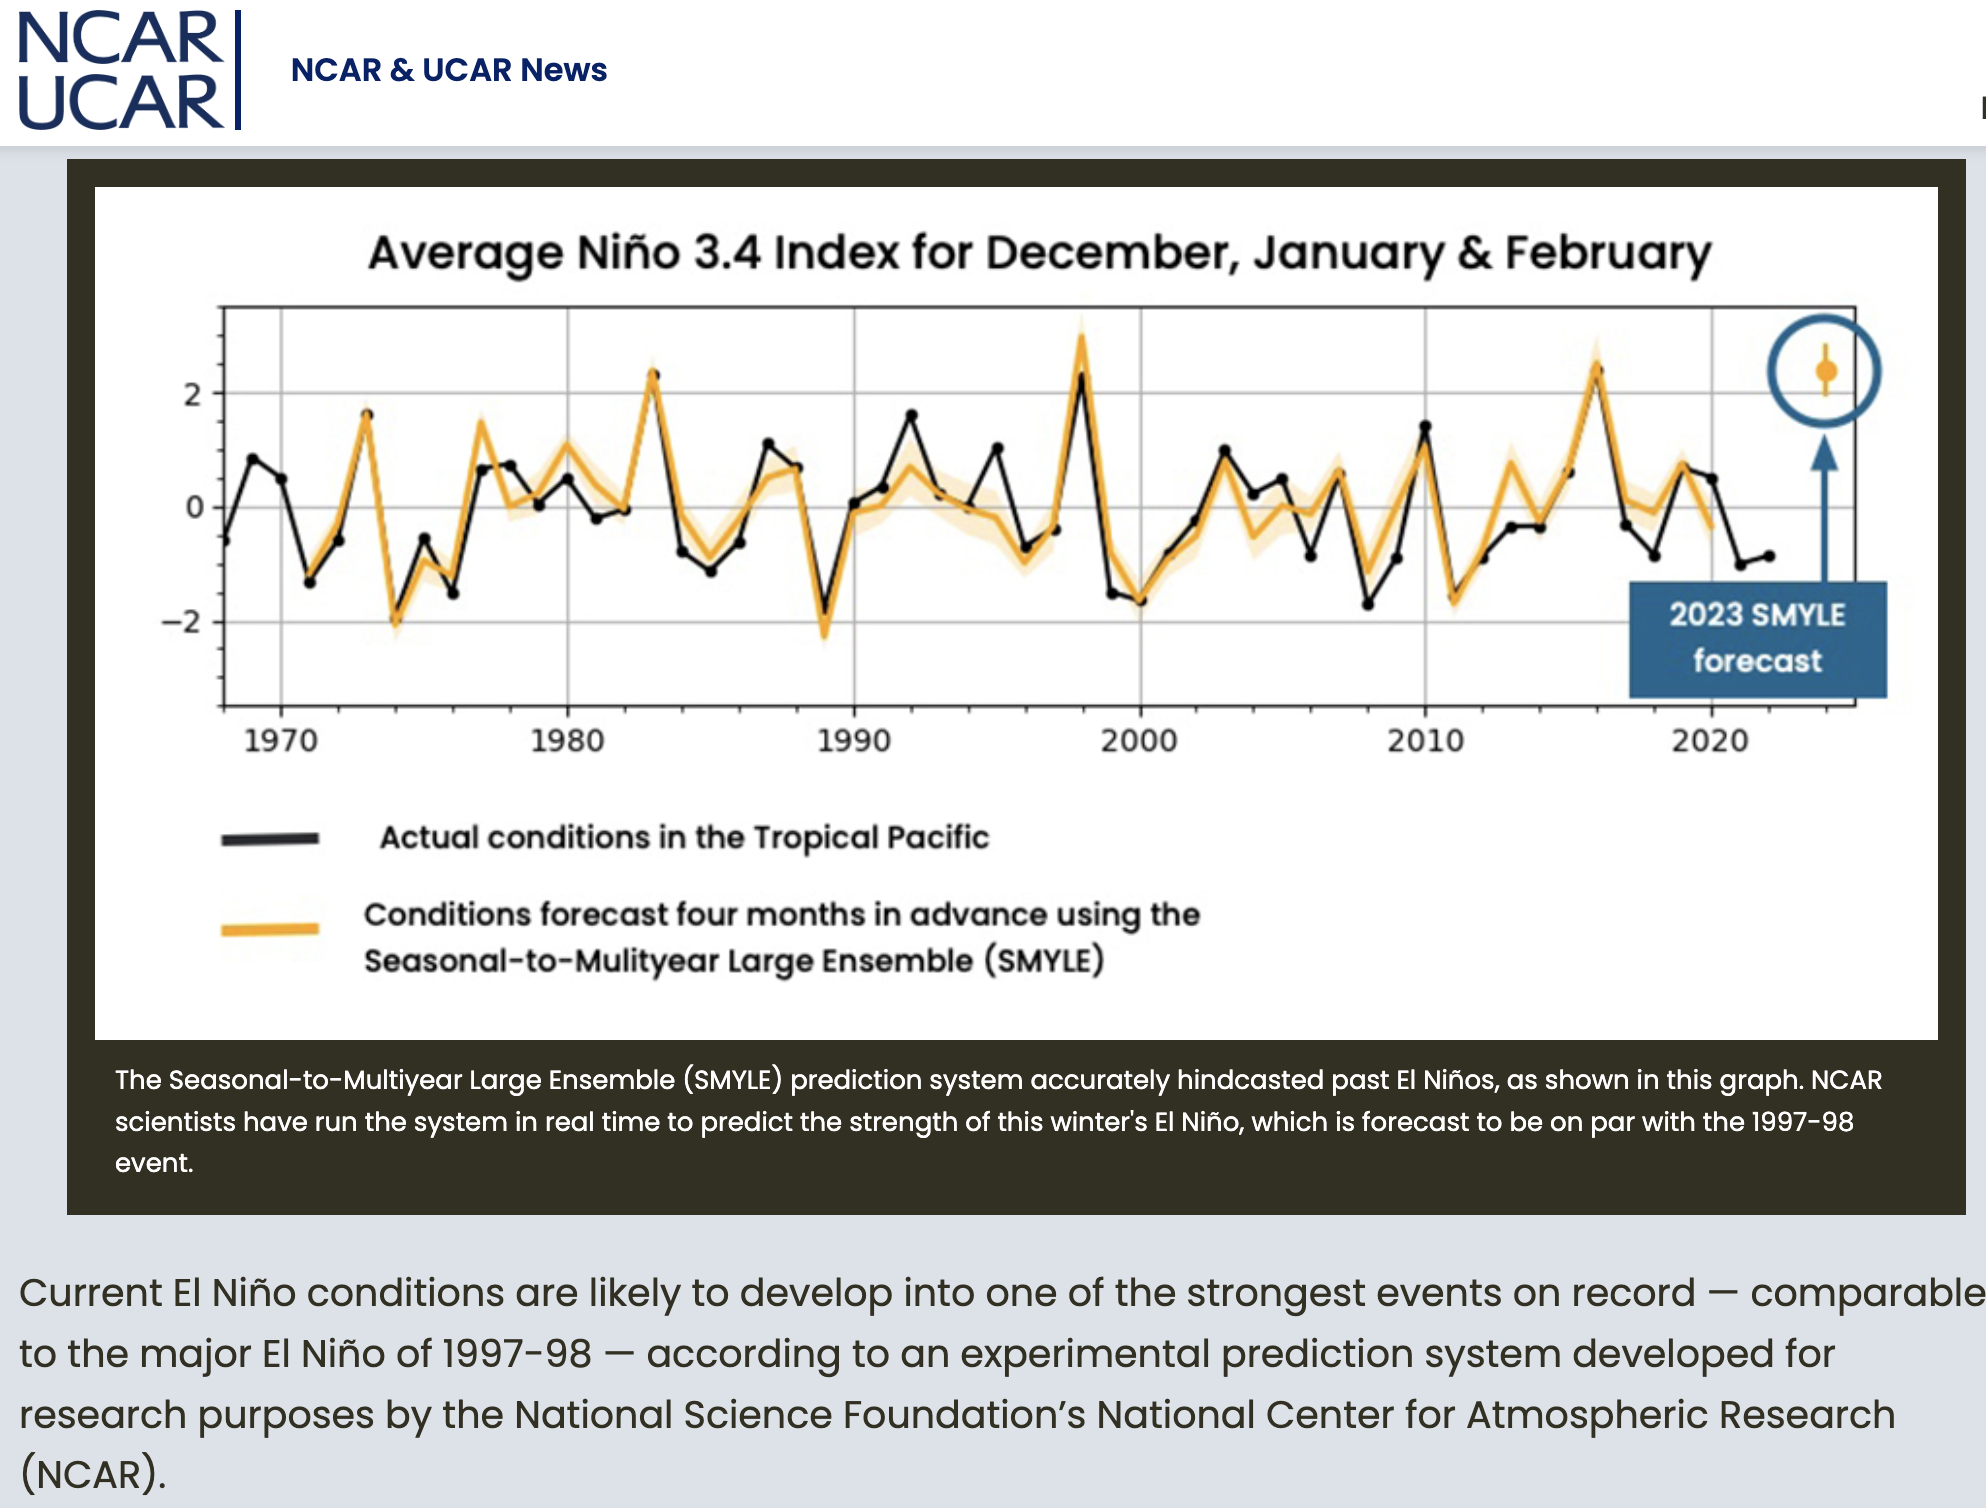 NCAR
UCAR
NCAR & UCAR News
Average Niño 3.4 Index for December, January & February
2
0
−2
1970
1980
1990
2000
2010
2020
2023 SMYLE
forecast
Actual conditions in the Tropical Pacific
Conditions forecast four months in advance using the
Seasonal-to-Mulityear Large Ensemble (SMYLE)
The Seasonal-to-Multiyear Large Ensemble (SMYLE) prediction system accurately hindcasted past El Niños, as shown in this graph. NCAR
scientists have run the system in real time to predict the strength of this winter's El Niño, which is forecast to be on par with the 1997-98
event.
Current El Niño conditions are likely to develop into one of the strongest events on record — comparable
to the major El Niño of 1997-98 — according to an experimental prediction system developed for
research purposes by the National Science Foundation’s National Center for Atmospheric Research
(NCAR).